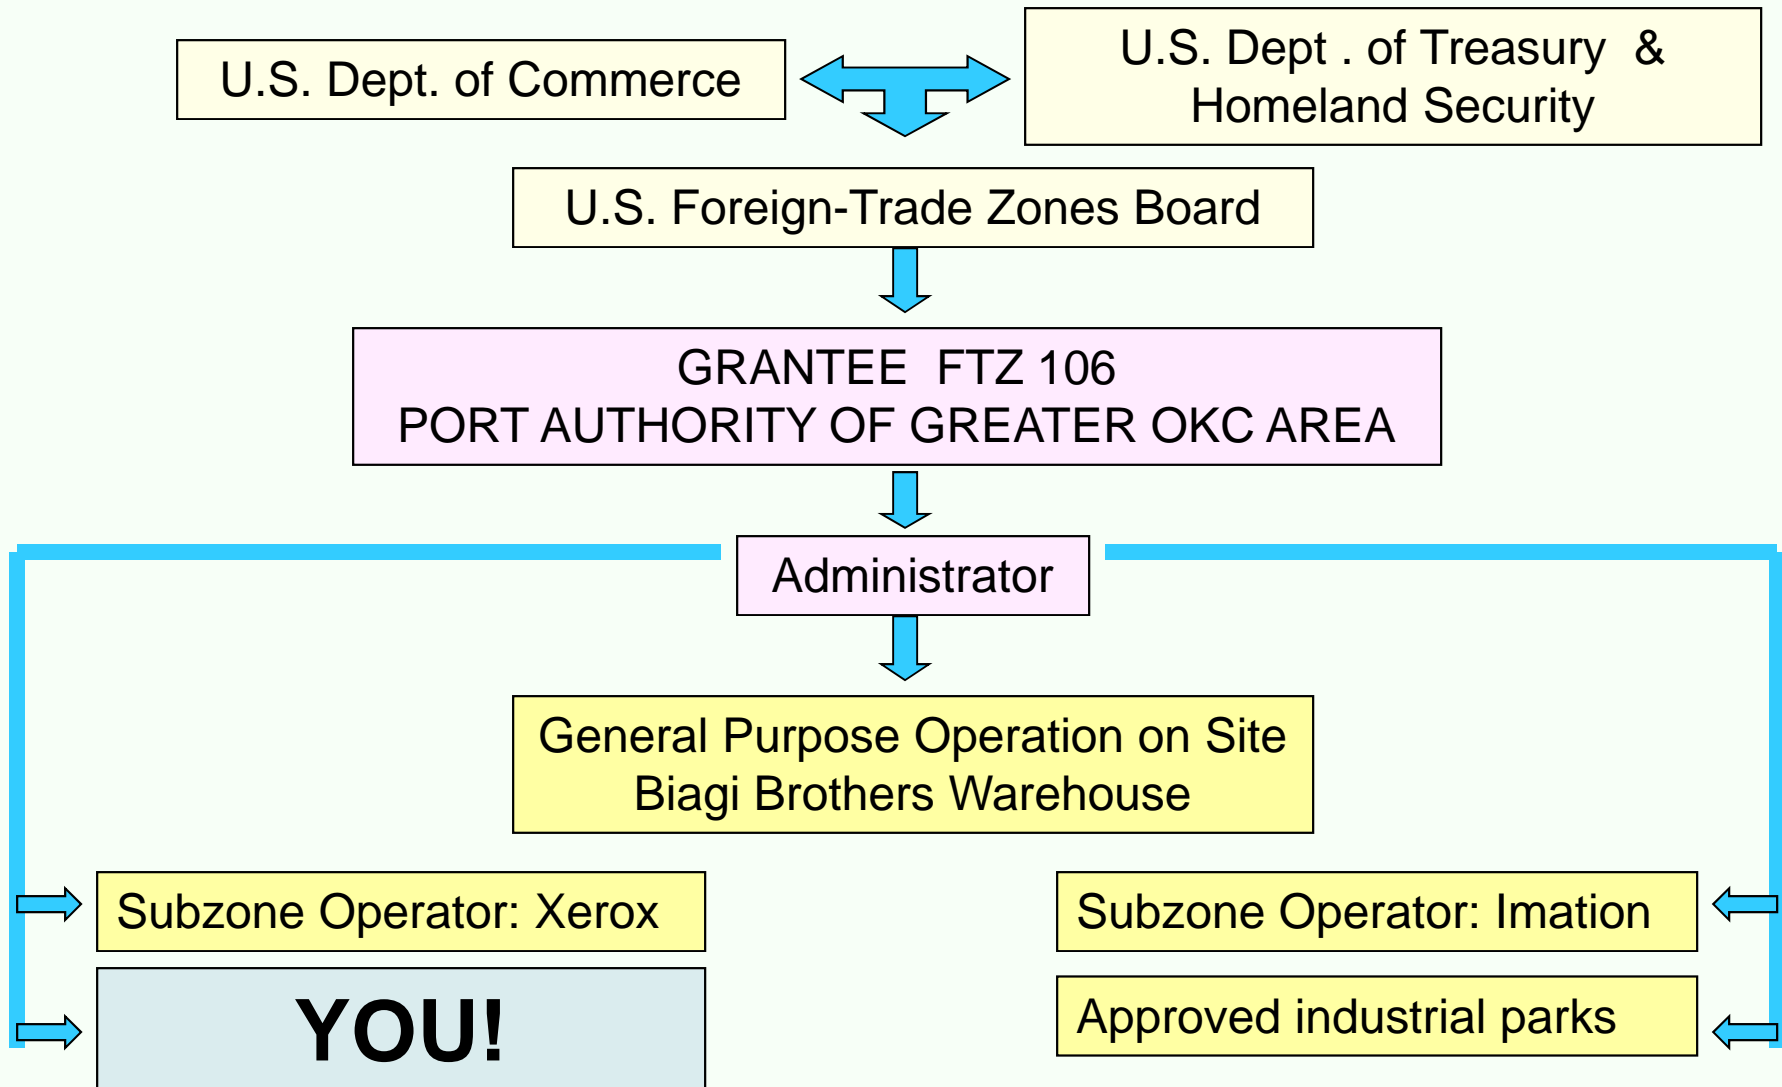 U.S. Dept. of Commerce
U.S. Dept . of Treasury &
Homeland Security
U.S. Foreign-Trade Zones Board
GRANTEE FTZ 106
PORT AUTHORITY OF GREATER OKC AREA
Administrator
General Purpose Operation on Site
Biagi Brothers Warehouse
Subzone Operator: Xerox
Subzone Operator: Imation
YOU!
Approved industrial parks